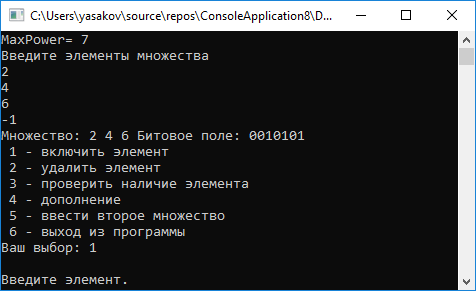 C:\Users\yasakov\source\repos\ConsoleApplication8\D...
MaxPower= 7
Введите элементы множества
2
4
6
-1
Множество: 2 4 6 Битовое поле: 0010101
1 - включить элемент
2 - удалить элемент
3 - проверить наличие элемента
4 - дополнение
5 - ввести второе множество
6 - выход из программы
Ваш выбор: 1
Введите элемент.